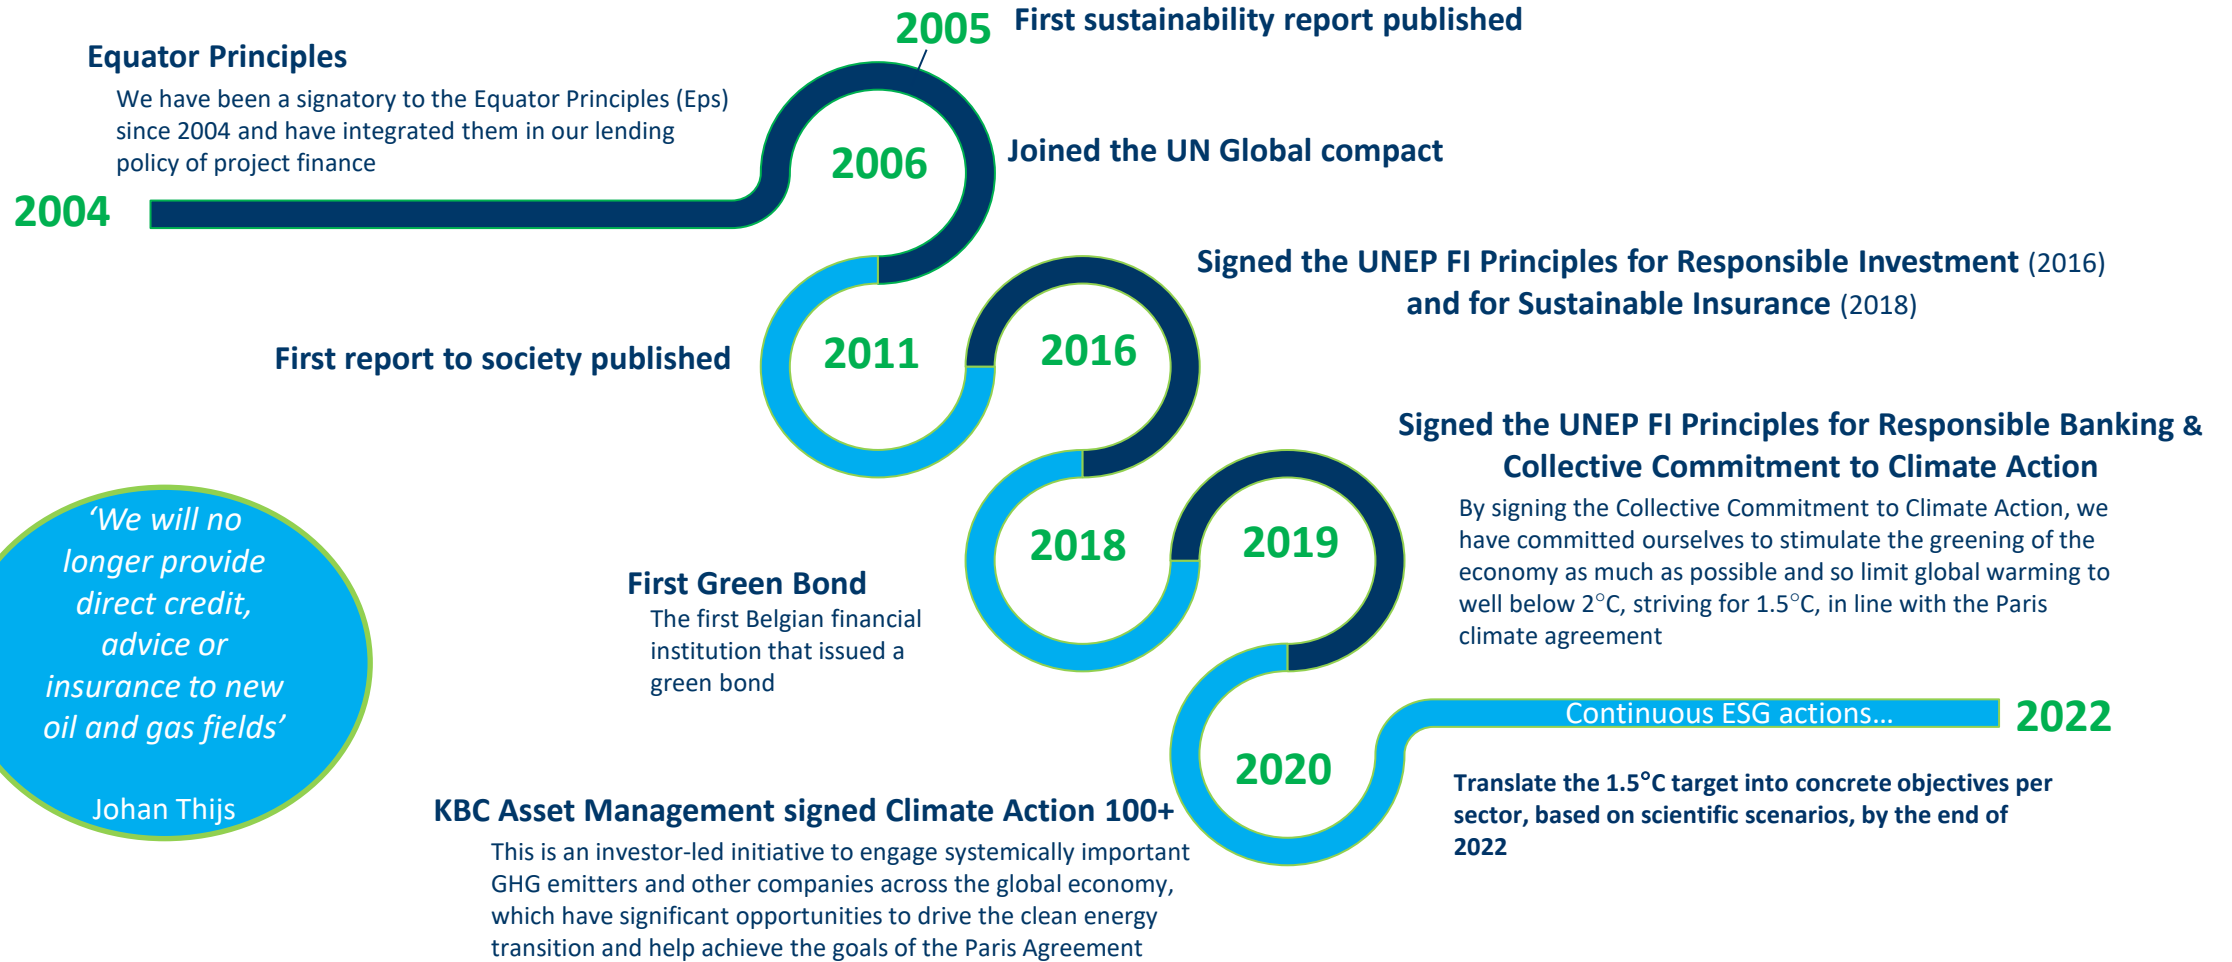 2005 First sustainability report published
Equator Principles
We have been a signatory to the Equator Principles (Eps)
since 2004 and have integrated them in our lending
policy of project finance
2004
2006
Joined the UN Global compact
Signed the UNEP FI Principles for Responsible Investment (2016)
and for Sustainable Insurance (2018)
First report to society published
2011
2016
Signed the UNEP FI Principles for Responsible Banking &
Collective Commitment to Climate Action
By signing the Collective Commitment to Climate Action, we
have committed ourselves to stimulate the greening of the
economy as much as possible and so limit global warming to
well below 2°C, striving for 1.5°C, in line with the Paris
climate agreement
2018
2019
First Green Bond
The first Belgian financial
institution that issued a
green bond
‘We will no
longer provide
direct credit,
advice or
insurance to new
oil and gas fields’
Johan Thijs
Continuous ESG actions...
2022
2020
Translate the 1.5°C target into concrete objectives per
sector, based on scientific scenarios, by the end of
2022
KBC Asset Management signed Climate Action 100+
This is an investor-led initiative to engage systemically important
GHG emitters and other companies across the global economy,
which have significant opportunities to drive the clean energy
transition and help achieve the goals of the Paris Agreement